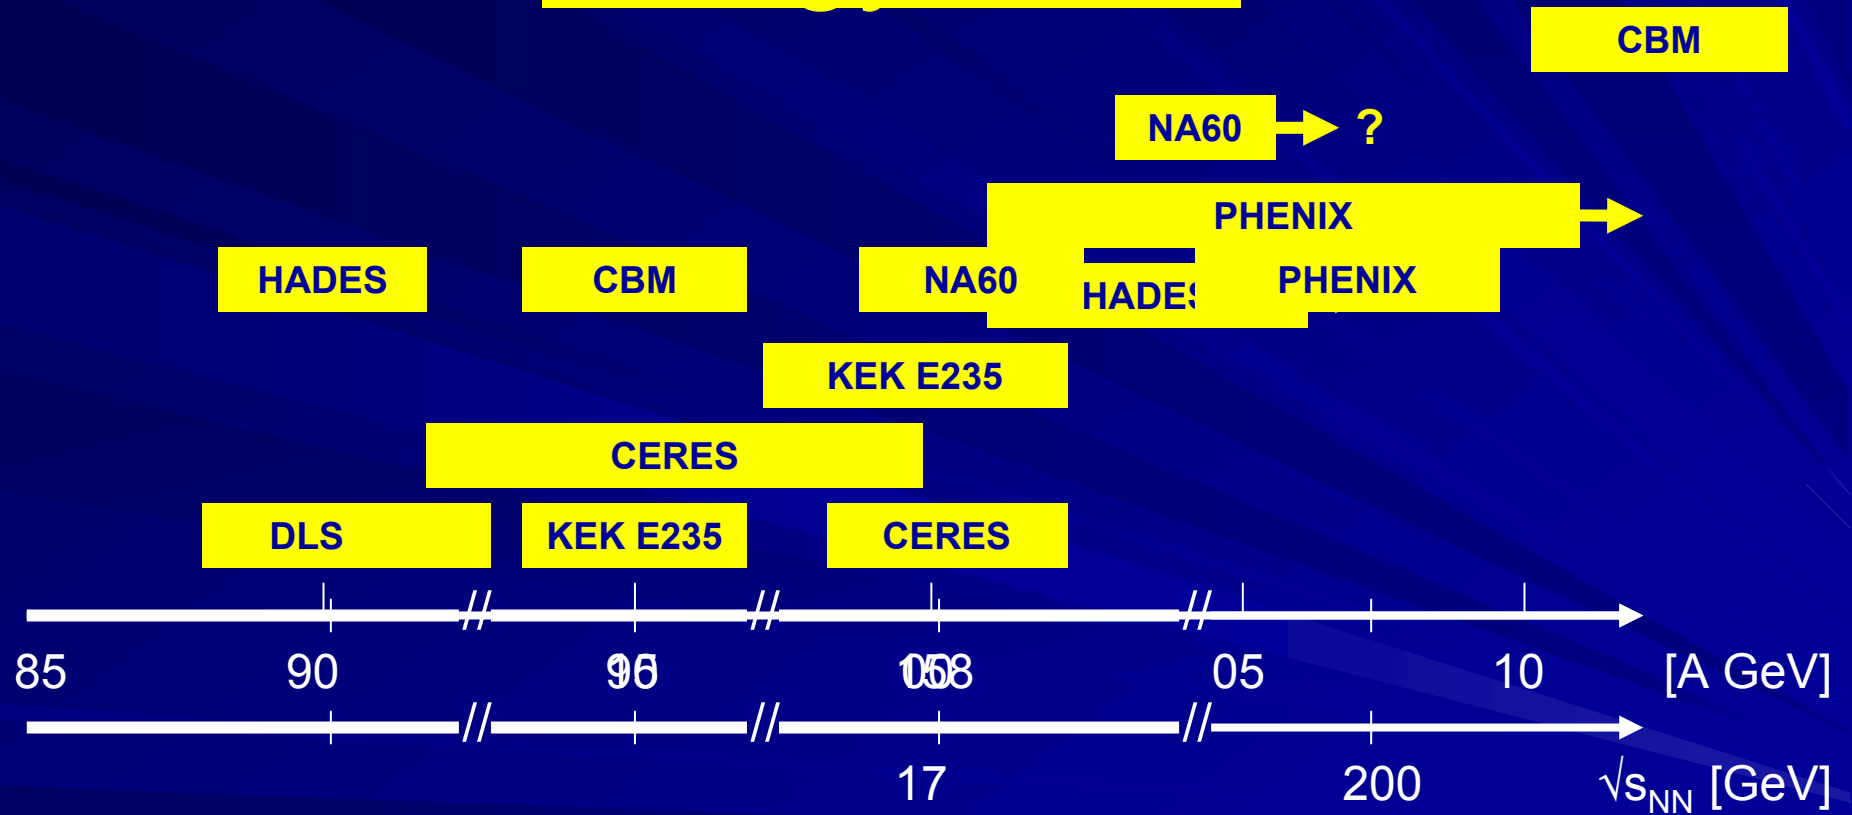 CBM
NA60 ?
PHENIX
HADES CBM NA60 HADES PHENIX
KEK E235
CERES
DLS KEK E235 CERES
85 90 05 10 [A GeV]
17 200 √sNN [GeV]